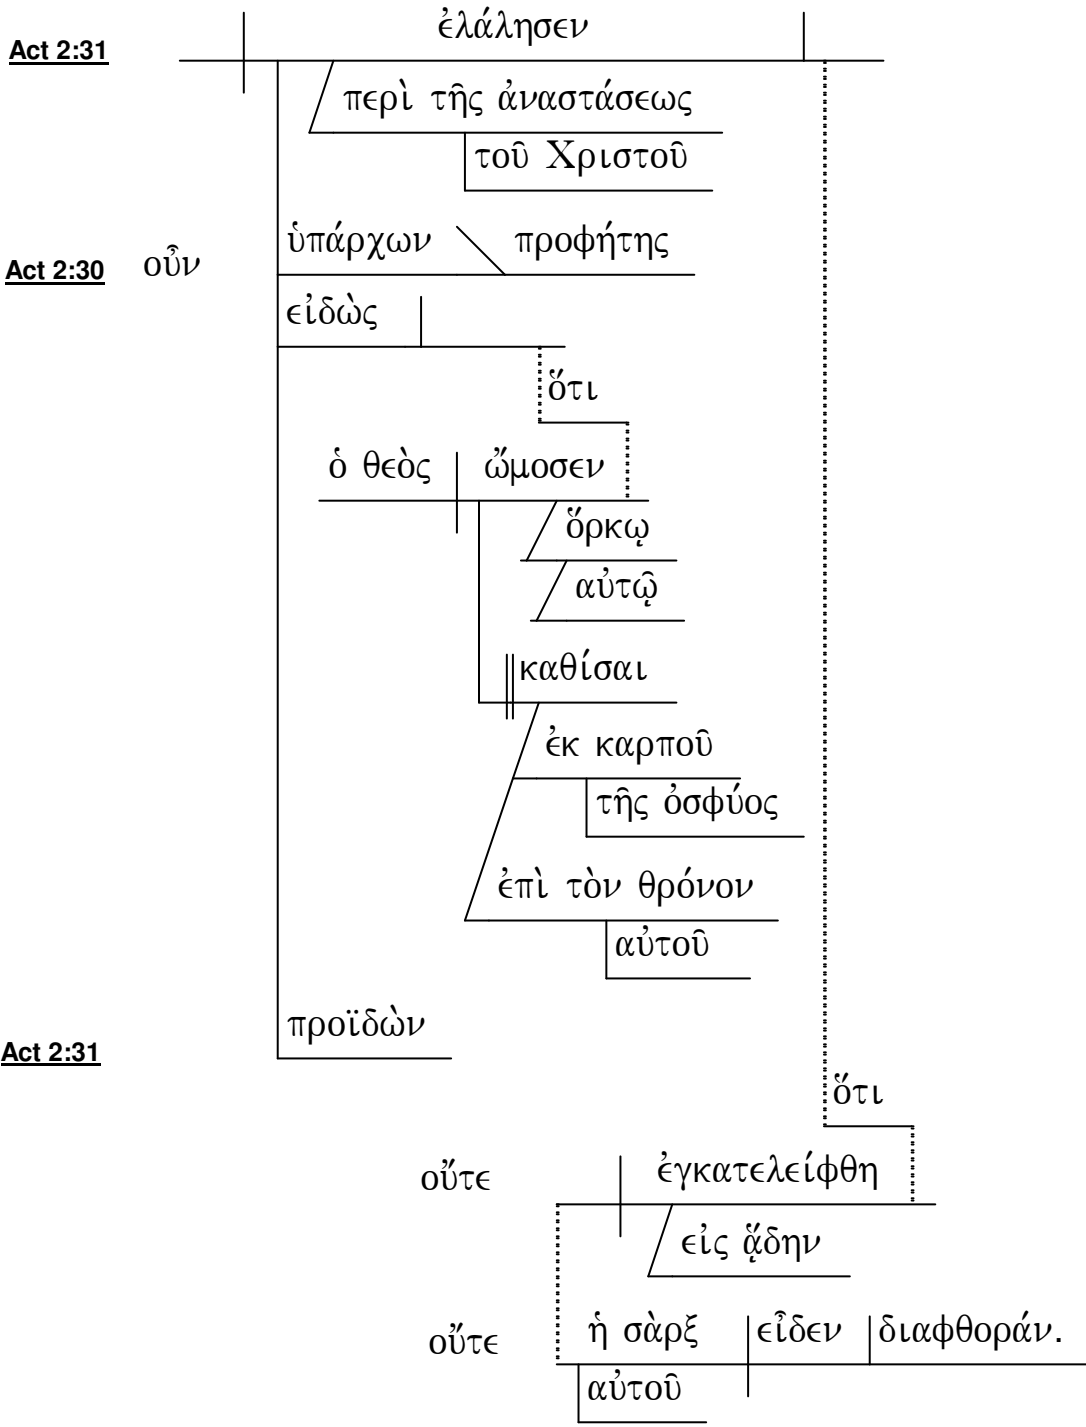 ἐλάλησεν
Act 2:31
περὶ τῆς ἀναστάσεως
τοῦ Χριστοῦ
ὑπάρχων προφήτης
Act 2:30 οὖν
εἰδὼς
ὅτι
ὁ θεὸς ὤμοσεν
ὅρκῳ
αὐτῷ
καθίσαι
ἐκ καρποῦ
τῆς ὀσφύος
ἐπὶ τὸν θρόνον
αὐτοῦ
προϊδὼν
Act 2:31
ὅτι
οὔτε ἐγκατελείφθη
εἰς ᾅδην
οὔτε ἡ σὰρξ εἶδεν διαφθοράν.
αὐτοῦ